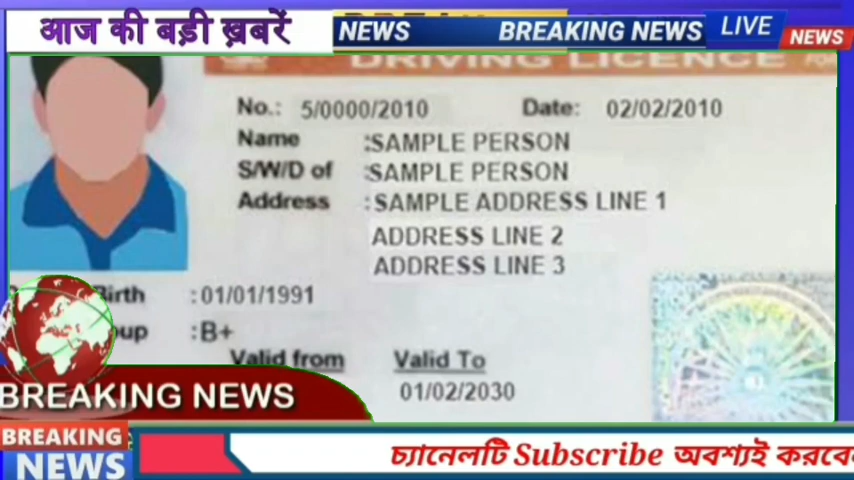 आज की बड़ी ख़बरें
NEWS
BREAKING NEWS
LIVE
NEWS
DRIVING LICENCE
No.: 5/0000/2010 Date: 02/02/2010
Name :SAMPLE PERSON
S/W/D of :SAMPLE PERSON
Address :SAMPLE ADDRESS LINE 1
ADDRESS LINE 2
ADDRESS LINE 3
Birth :01/01/1991
:B+
Valid from Valid To
01/02/2030
BREAKING NEWS
BREAKING
NEWS
চ্যানেলটি Subscribe অবশ্যই করবেন